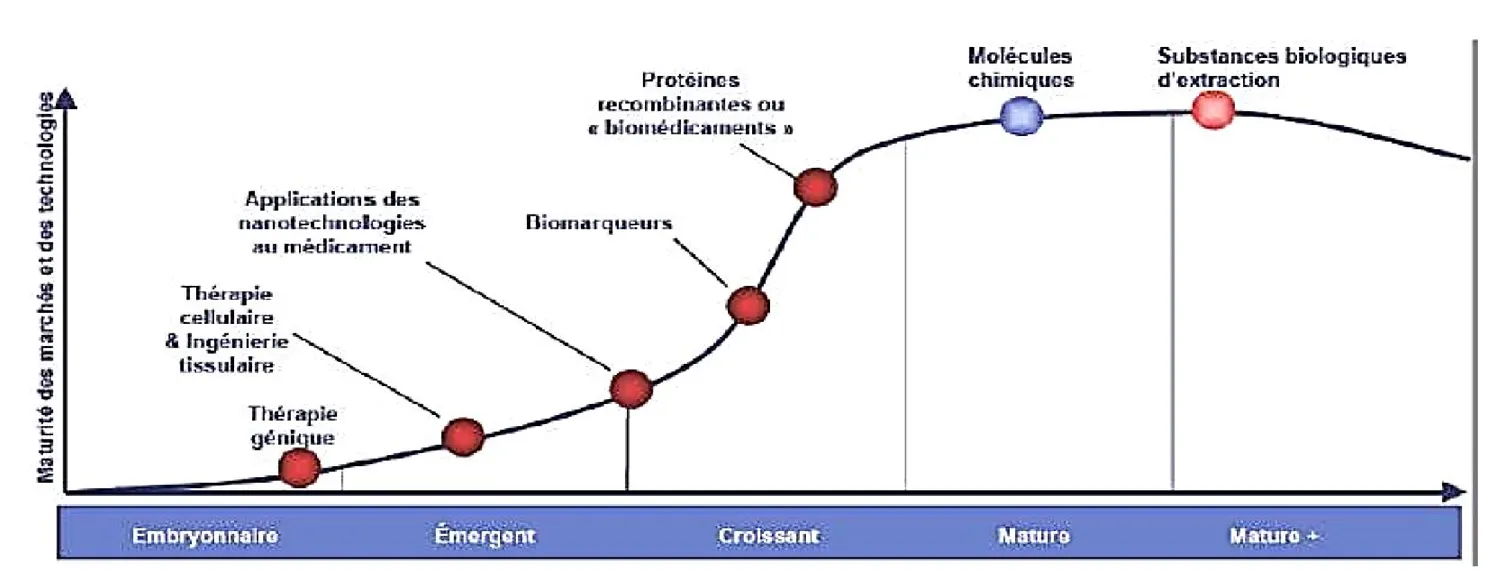 Maturité des marchés et des technologies
Molécules
chimiques
Substances biologiques
d'extraction
Protéines
recombinantes ou
« biomédicaments »
Applications des
nanotechnologies
au médicament
Biomarqueurs
Thérapie
cellulaire
& Ingénierie
tissulaire
Thérapie
génique
Embryonnaire
Émergent
Croissant
Mature
Mature +